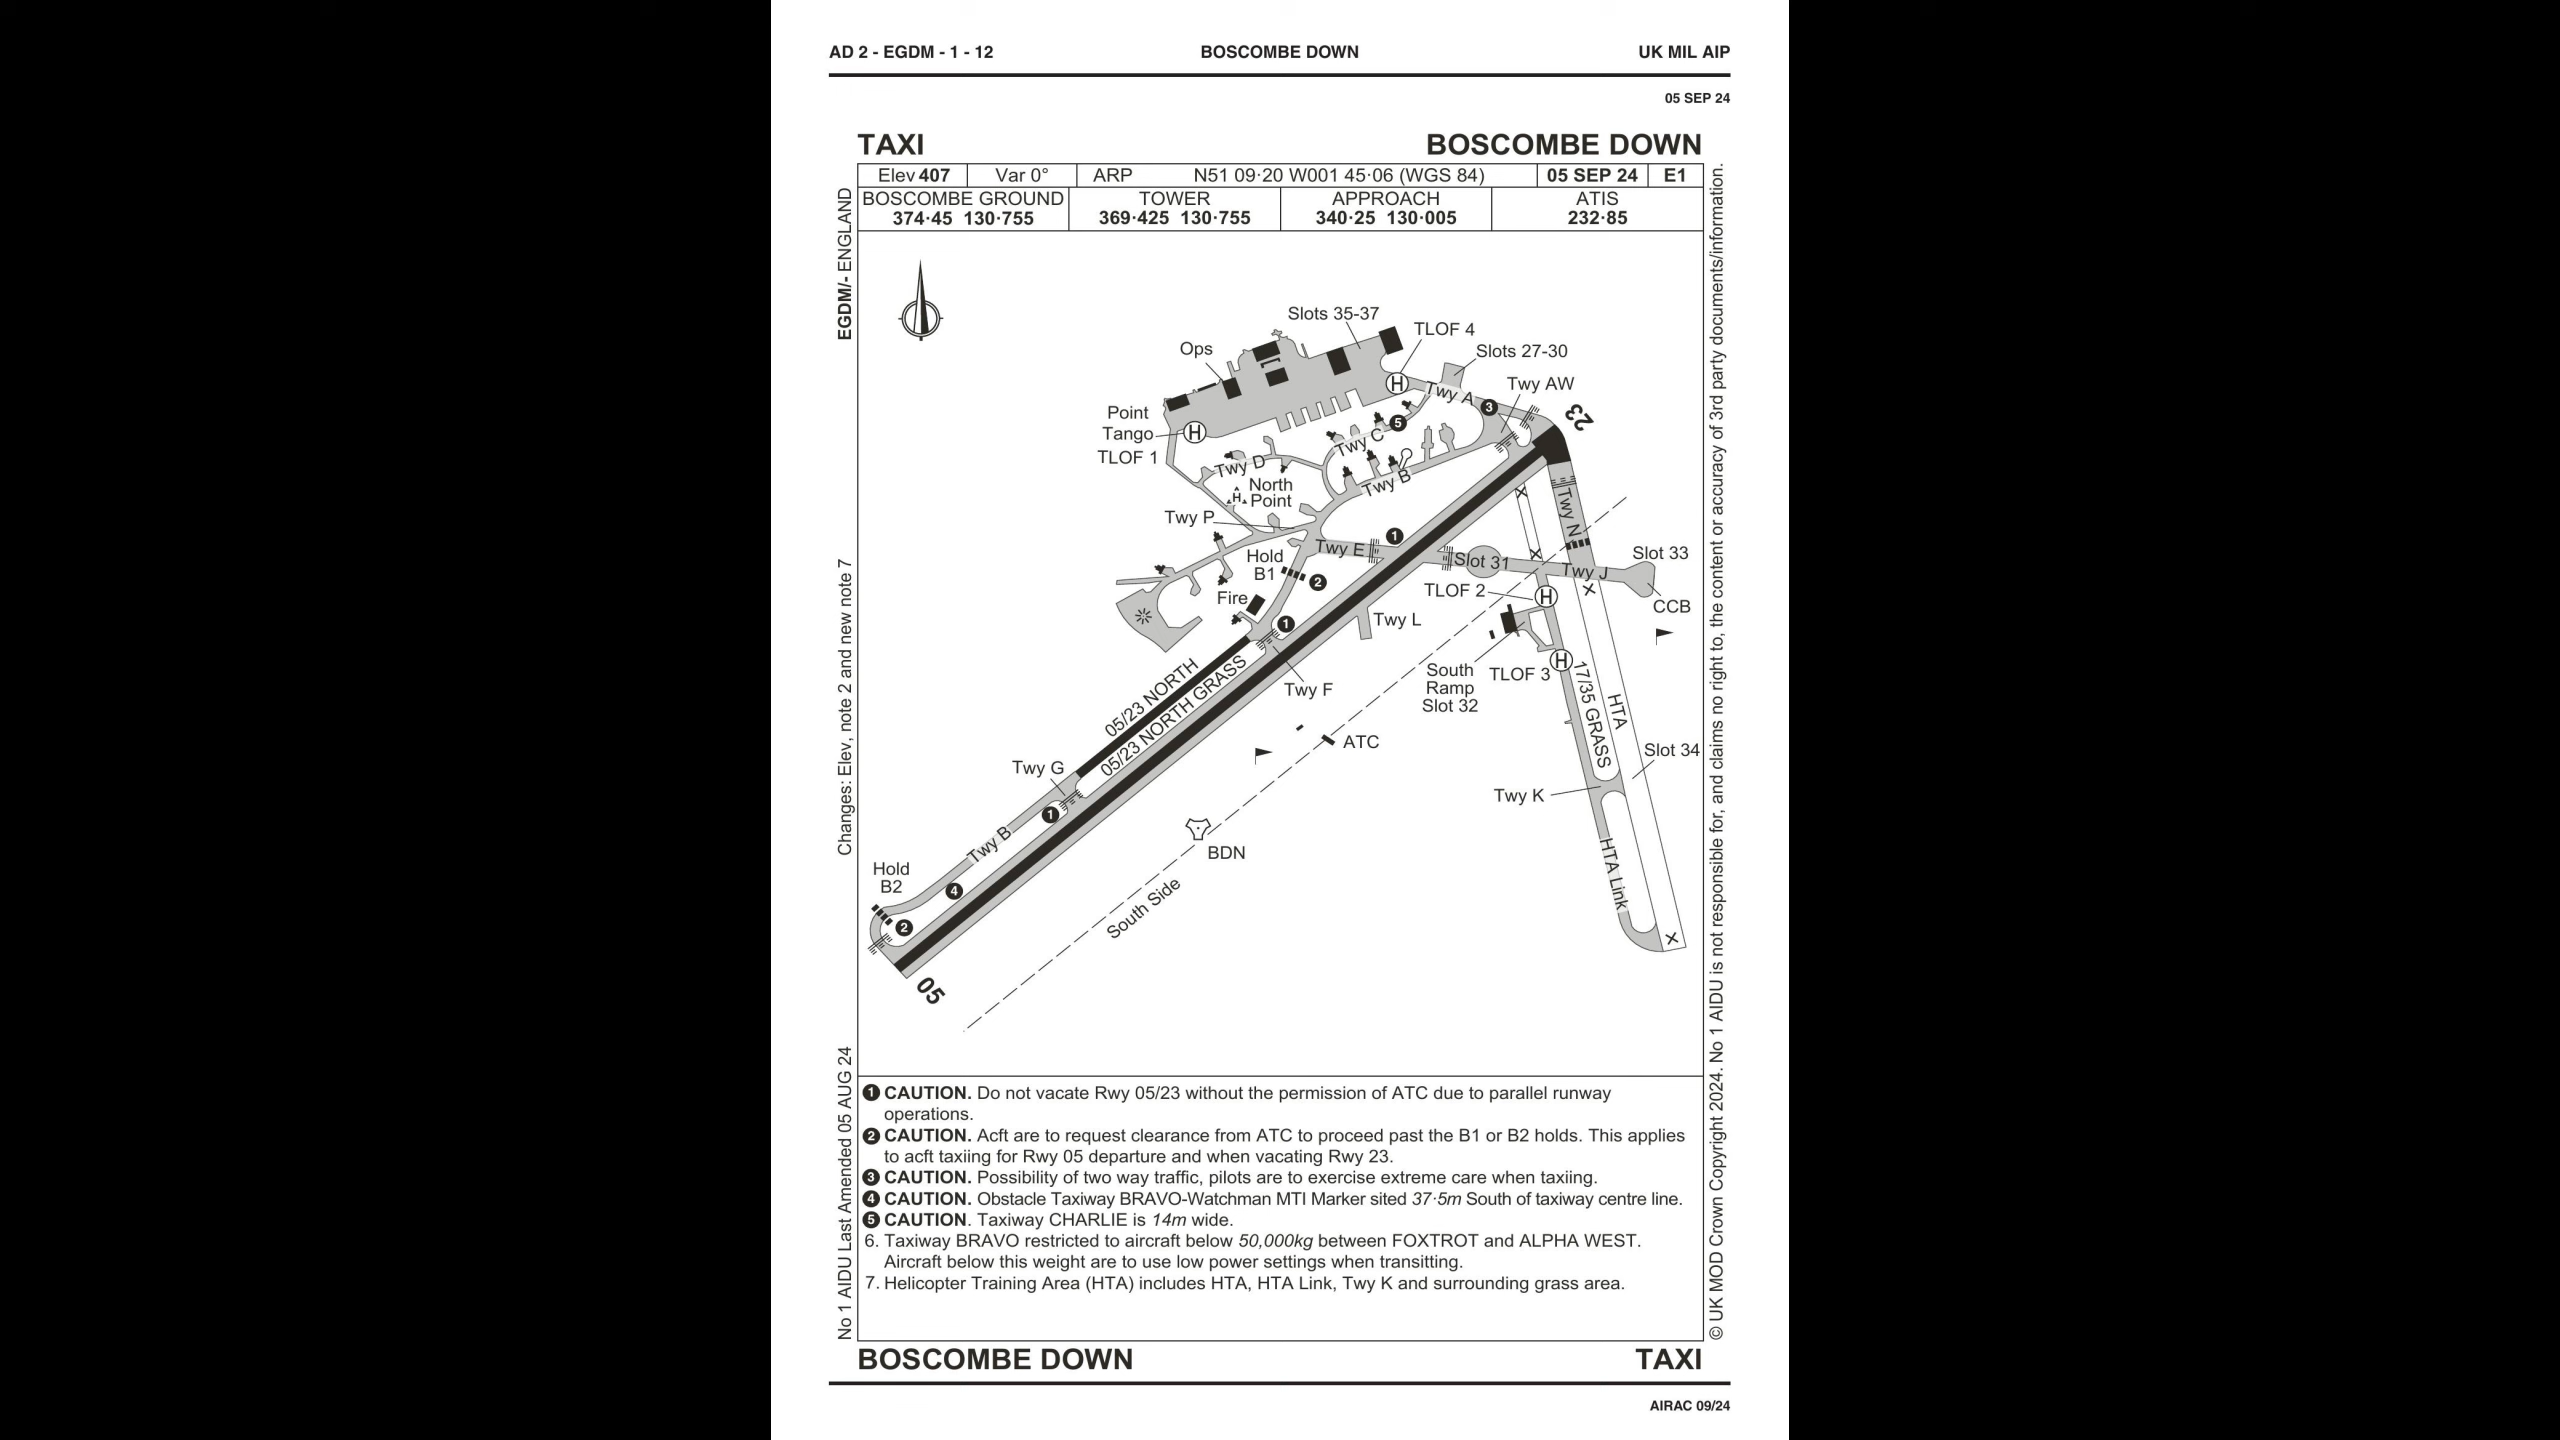 AD 2 - EGDM - 1 - 12 BOSCOMBE DOWN UK MIL AIP
05 SEP 24
TAXI BOSCOMBE DOWN
Elev 407 Var 0° ARP N51 09·20 W001 45·06 (WGS 84) 05 SEP 24 E1
BOSCOMBE GROUND TOWER APPROACH ATIS
374·45 130·755 369·425 130·755 340·25 130·005 232·85
EGDM/- ENGLAND
Changes: Elev, note 2 and new note 7
No 1 AIDU Last Amended 05 AUG 24
© UK MOD Crown Copyright 2024. No 1 AIDU is not responsible for, and claims no right to, the content or accuracy of 3rd party documents/information.
Slots 35-37
TLOF 4
Ops
Slots 27-30
H
Twy AW
Twy A
3
23
Point
Tango
H
TLOF 1
5
Twy C
Twy D
Twy B
North
Point
H
Twy P
Twy N
1
Twy E
Hold
B1
2
Slot 31
Twy J
Slot 33
TLOF 2
H
CCB
Fire
1
Twy L
05/23 NORTH
05/23 NORTH GRASS
Twy F
South
Ramp
Slot 32
TLOF 3
H
17/35 GRASS
HTA
ATC
Slot 34
Twy G
1
Twy K
Twy B
BDN
HTA Link
Hold
B2
4
2
South Side
05
1 CAUTION. Do not vacate Rwy 05/23 without the permission of ATC due to parallel runway
operations.
2 CAUTION. Acft are to request clearance from ATC to proceed past the B1 or B2 holds. This applies
to acft taxiing for Rwy 05 departure and when vacating Rwy 23.
3 CAUTION. Possibility of two way traffic, pilots are to exercise extreme care when taxiing.
4 CAUTION. Obstacle Taxiway BRAVO-Watchman MTI Marker sited 37·5m South of taxiway centre line.
5 CAUTION. Taxiway CHARLIE is 14m wide.
6. Taxiway BRAVO restricted to aircraft below 50,000kg between FOXTROT and ALPHA WEST.
Aircraft below this weight are to use low power settings when transitting.
7. Helicopter Training Area (HTA) includes HTA, HTA Link, Twy K and surrounding grass area.
BOSCOMBE DOWN TAXI
AIRAC 09/24